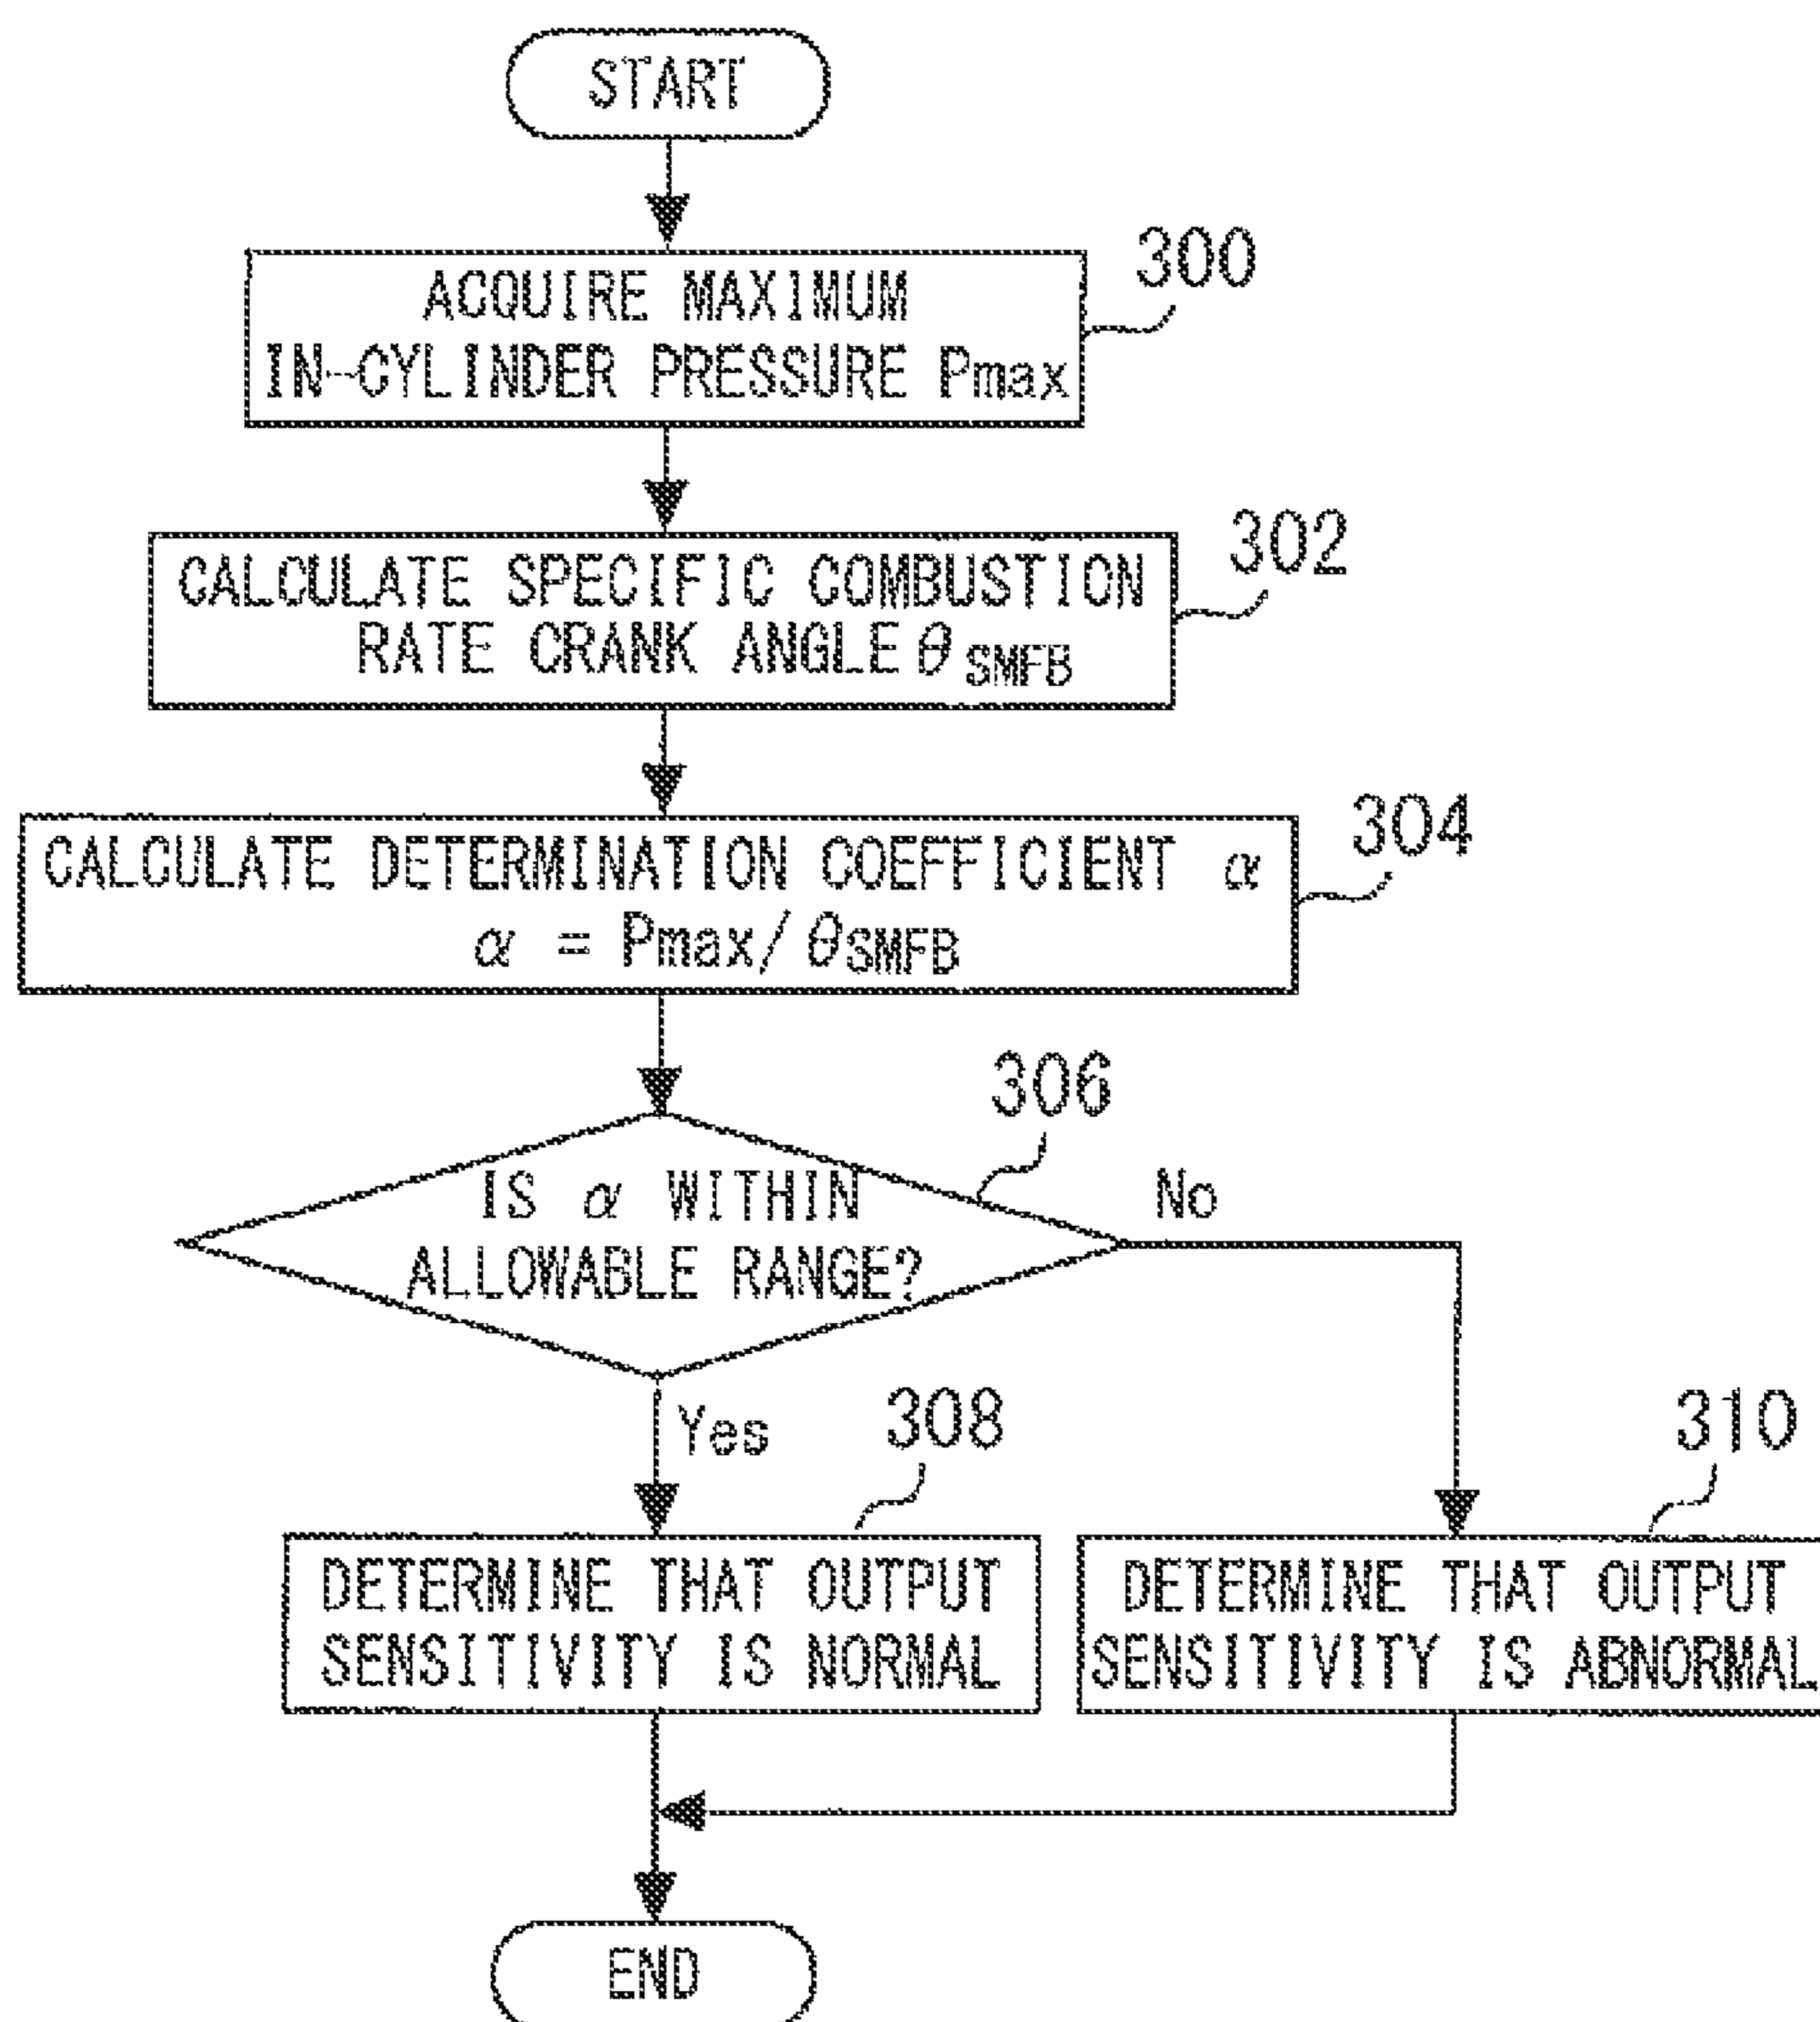 START
300
ACQUIRE MAXIMUM
IN-CYLINDER PRESSURE Pmax
302
CALCULATE SPECIFIC COMBUSTION
RATE CRANK ANGLE θSMFB
304
CALCULATE DETERMINATION COEFFICIENT α
α = Pmax/θSMFB
306
IS α WITHIN
ALLOWABLE RANGE?
No
Yes
308
310
DETERMINE THAT OUTPUT
SENSITIVITY IS NORMAL
DETERMINE THAT OUTPUT
SENSITIVITY IS ABNORMAL
END